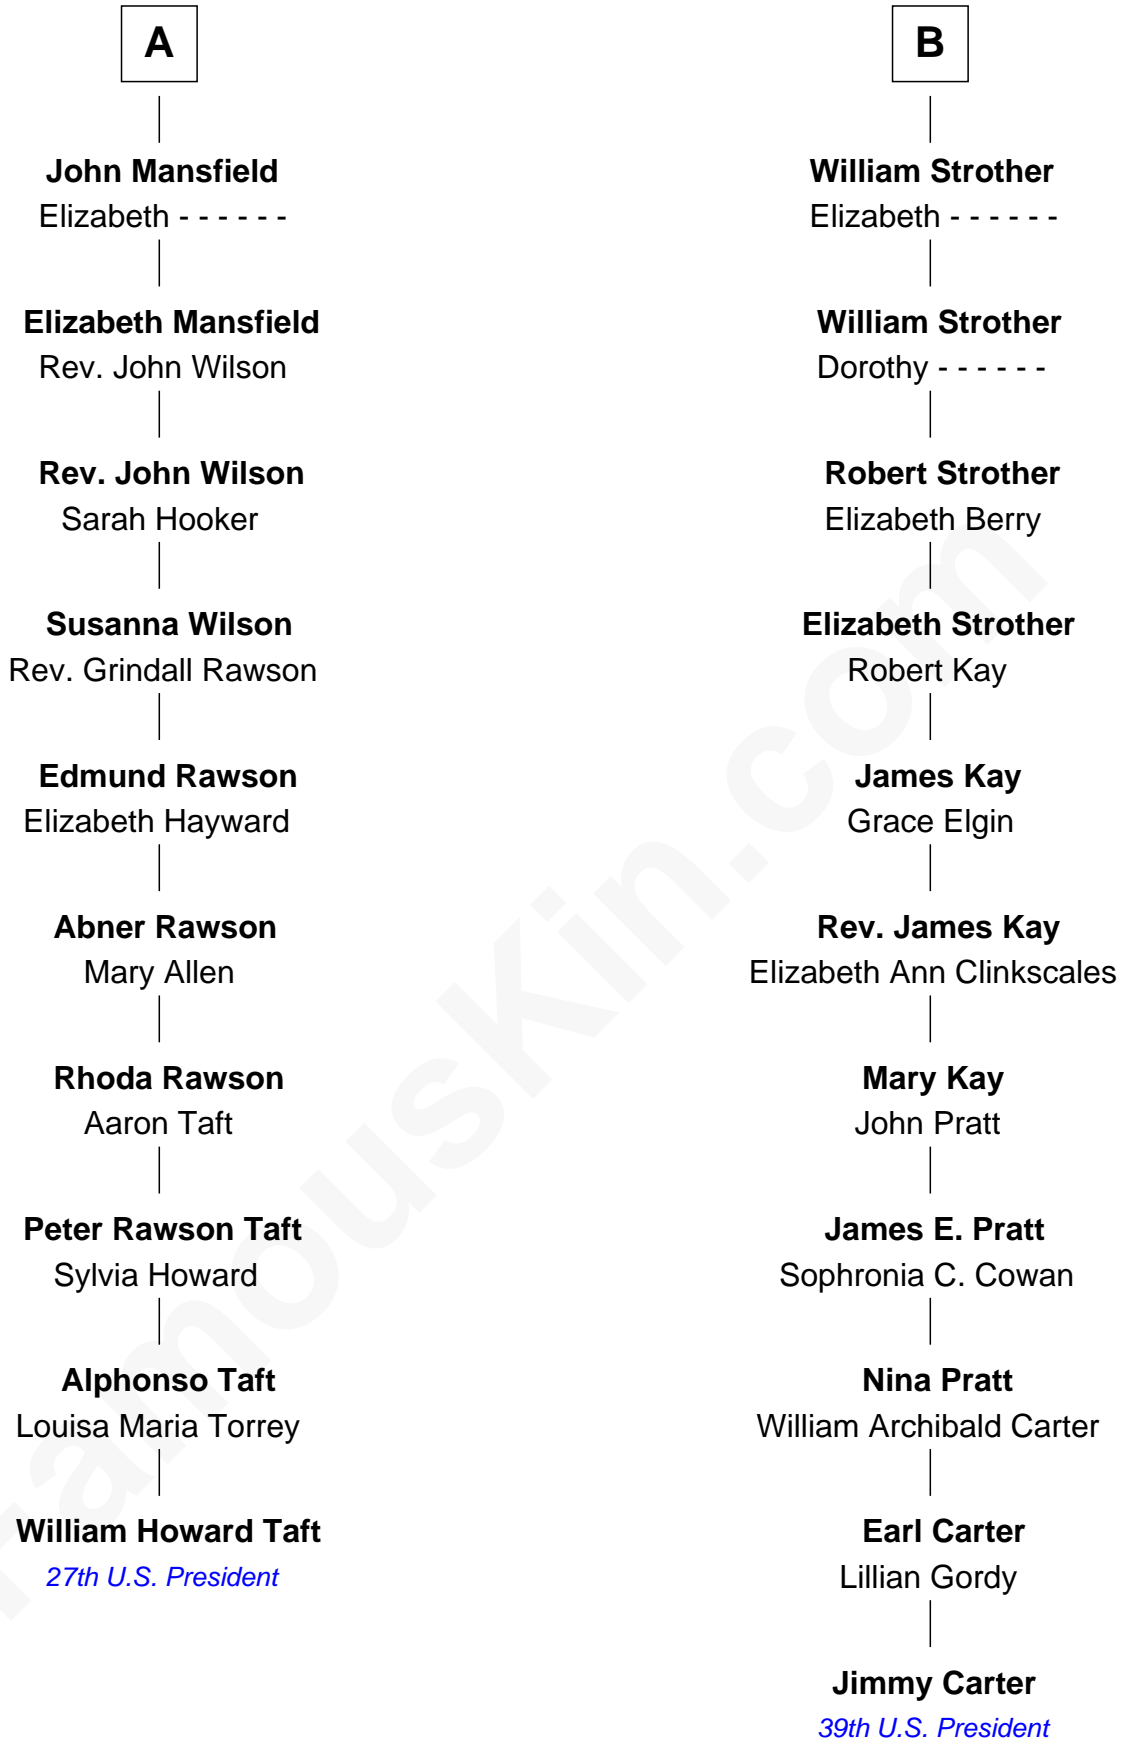 A
John Mansfield
Elizabeth - - - - - -
Elizabeth Mansfield
Rev. John Wilson
Rev. John Wilson
Sarah Hooker
Susanna Wilson
Rev. Grindall Rawson
Edmund Rawson
Elizabeth Hayward
Abner Rawson
Mary Allen
Rhoda Rawson
Aaron Taft
Peter Rawson Taft
Sylvia Howard
Alphonso Taft
Louisa Maria Torrey
William Howard Taft
27th U.S. President
B
William Strother
Elizabeth - - - - - -
William Strother
Dorothy - - - - - -
Robert Strother
Elizabeth Berry
Elizabeth Strother
Robert Kay
James Kay
Grace Elgin
Rev. James Kay
Elizabeth Ann Clinkscales
Mary Kay
John Pratt
James E. Pratt
Sophronia C. Cowan
Nina Pratt
William Archibald Carter
Earl Carter
Lillian Gordy
Jimmy Carter
39th U.S. President
FamousKin.com